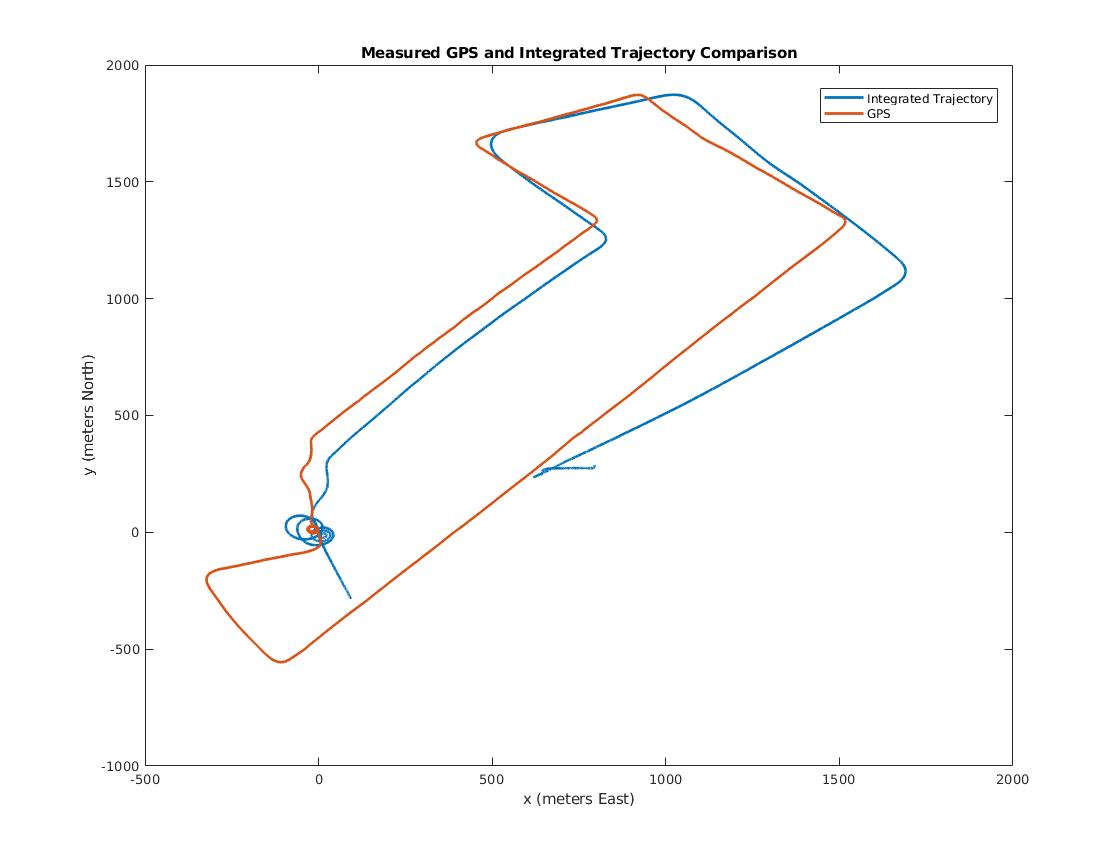 Measured GPS and Integrated Trajectory Comparison
2000
Integrated Trajectory
GPS
1500
1000
y (meters North)
500
0
-500
-1000
-500
0
500
1000
1500
2000
x (meters East)